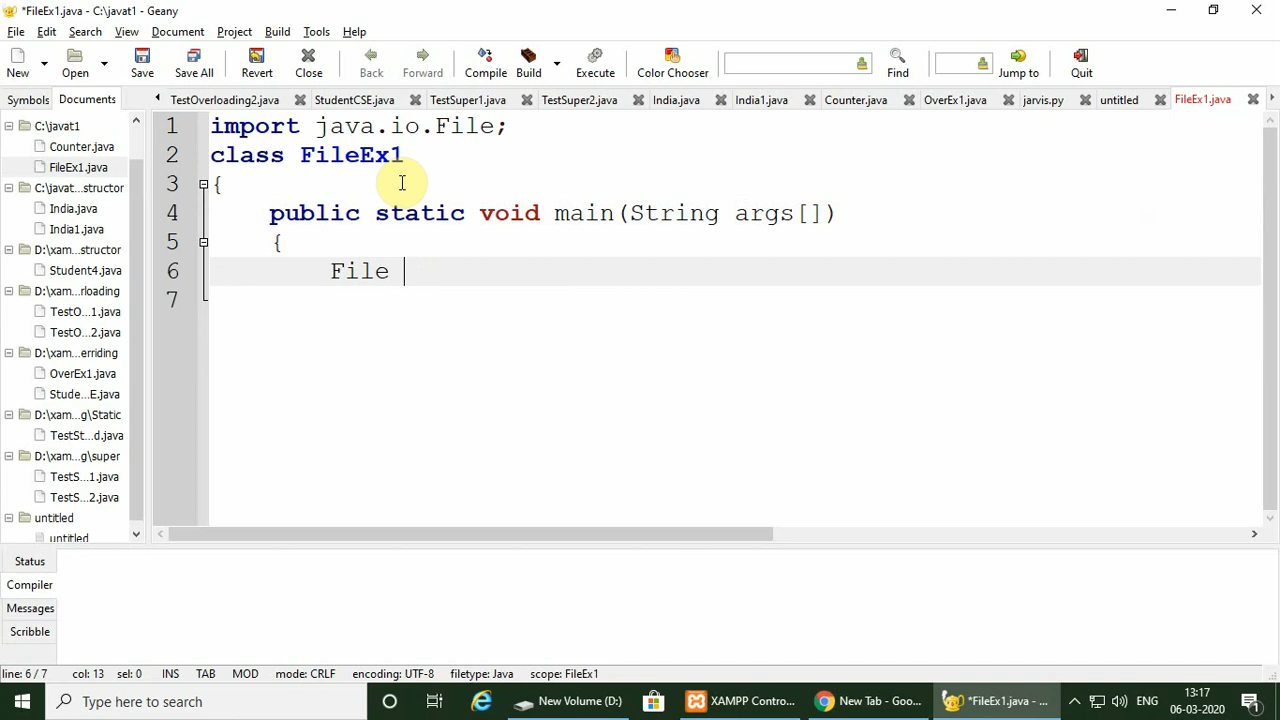 *FileEx1.java - C:\javat1 - Geany
File Edit Search View Document Project Build Tools Help
New Open Save Save All Revert Close Back Forward Compile Build Execute Color Chooser Find Jump to Quit
Symbols Documents TestOverloading2.java StudentCSE.java TestSuper1.java TestSuper2.java India.java India1.java Counter.java OverEx1.java jarvis.py untitled FileEx1.java
C:\javat1
Counter.java
FileEx1.java
C:\javat...structor
India.java
India1.java
D:\xam...structor
Student4.java
D:\xa...rloading
TestO...1.java
TestO...2.java
D:\xam...erriding
OverEx1.java
Stude...E.java
D:\xam...g\Static
TestSt...d.java
D:\xam...g\super
TestS...1.java
TestS...2.java
untitled
untitled
1 import java.io.File;
2 class FileEx1
3 {
4 public static void main(String args[])
5 {
6 File
7
Status
Compiler
Messages
Scribble
line: 6 / 7 col: 13 sel: 0 INS TAB MOD mode: CRLF encoding: UTF-8 filetype: Java scope: FileEx1
Type here to search New Volume (D:) XAMPP Contro... New Tab - Goo... *FileEx1.java - ... ENG 13:17
06-03-2020 1